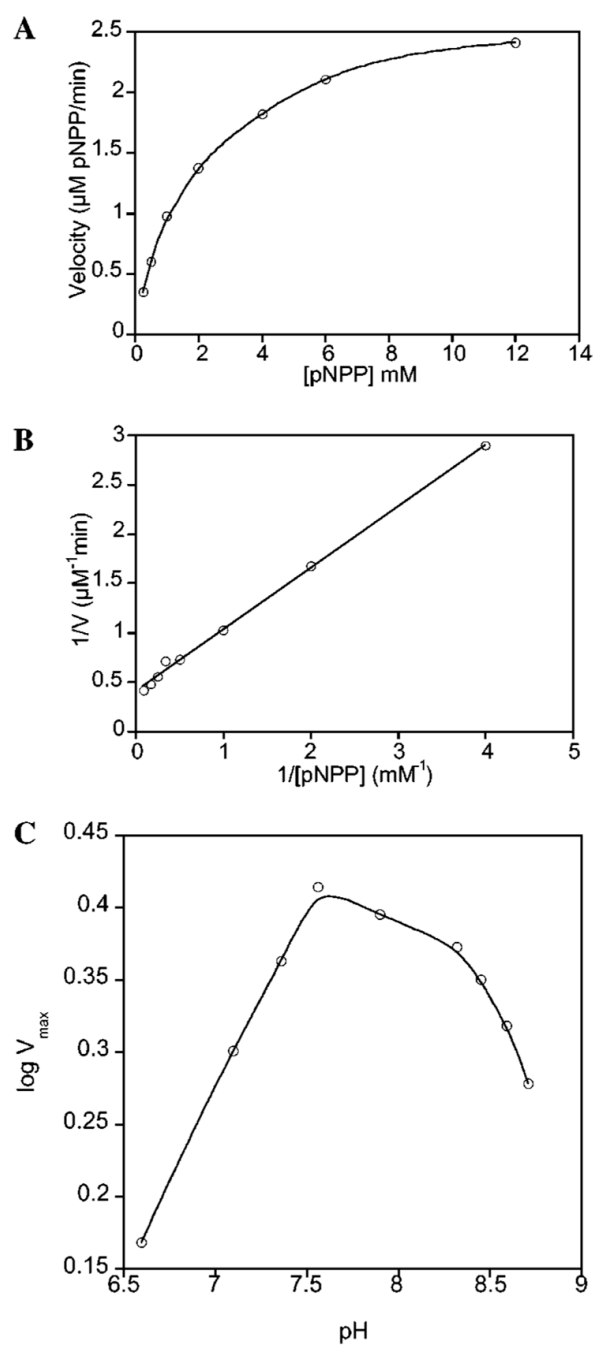 A
2.5
2
1.5
1
0.5
0
Velocity (µM pNPP/min)
0 2 4 6 8 10 12 14
[pNPP] mM
B
3
2.5
2
1.5
1
0.5
0
1/V (µM⁻¹min)
0 1 2 3 4 5
1/[pNPP] (mM⁻¹)
C
0.45
0.4
0.35
0.3
0.25
0.2
0.15
log Vmax
6.5 7 7.5 8 8.5 9
pH